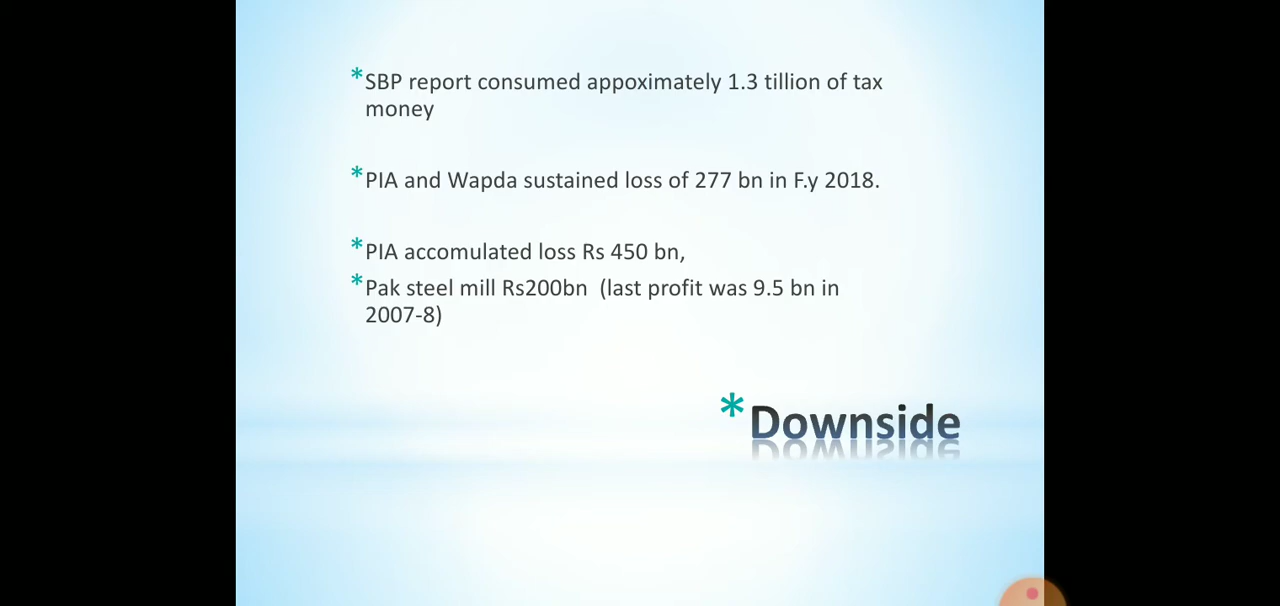 *SBP report consumed appoximately 1.3 tillion of tax
money
*PIA and Wapda sustained loss of 277 bn in F.y 2018.
*PIA accomulated loss Rs 450 bn,
*Pak steel mill Rs200bn (last profit was 9.5 bn in
2007-8)
*Downside